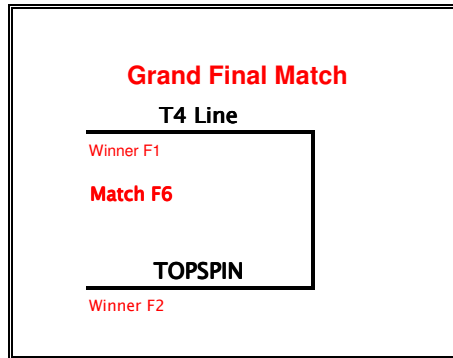 Grand Final Match
T4 Line
Winner F1
Match F6
TOPSPIN
Winner F2